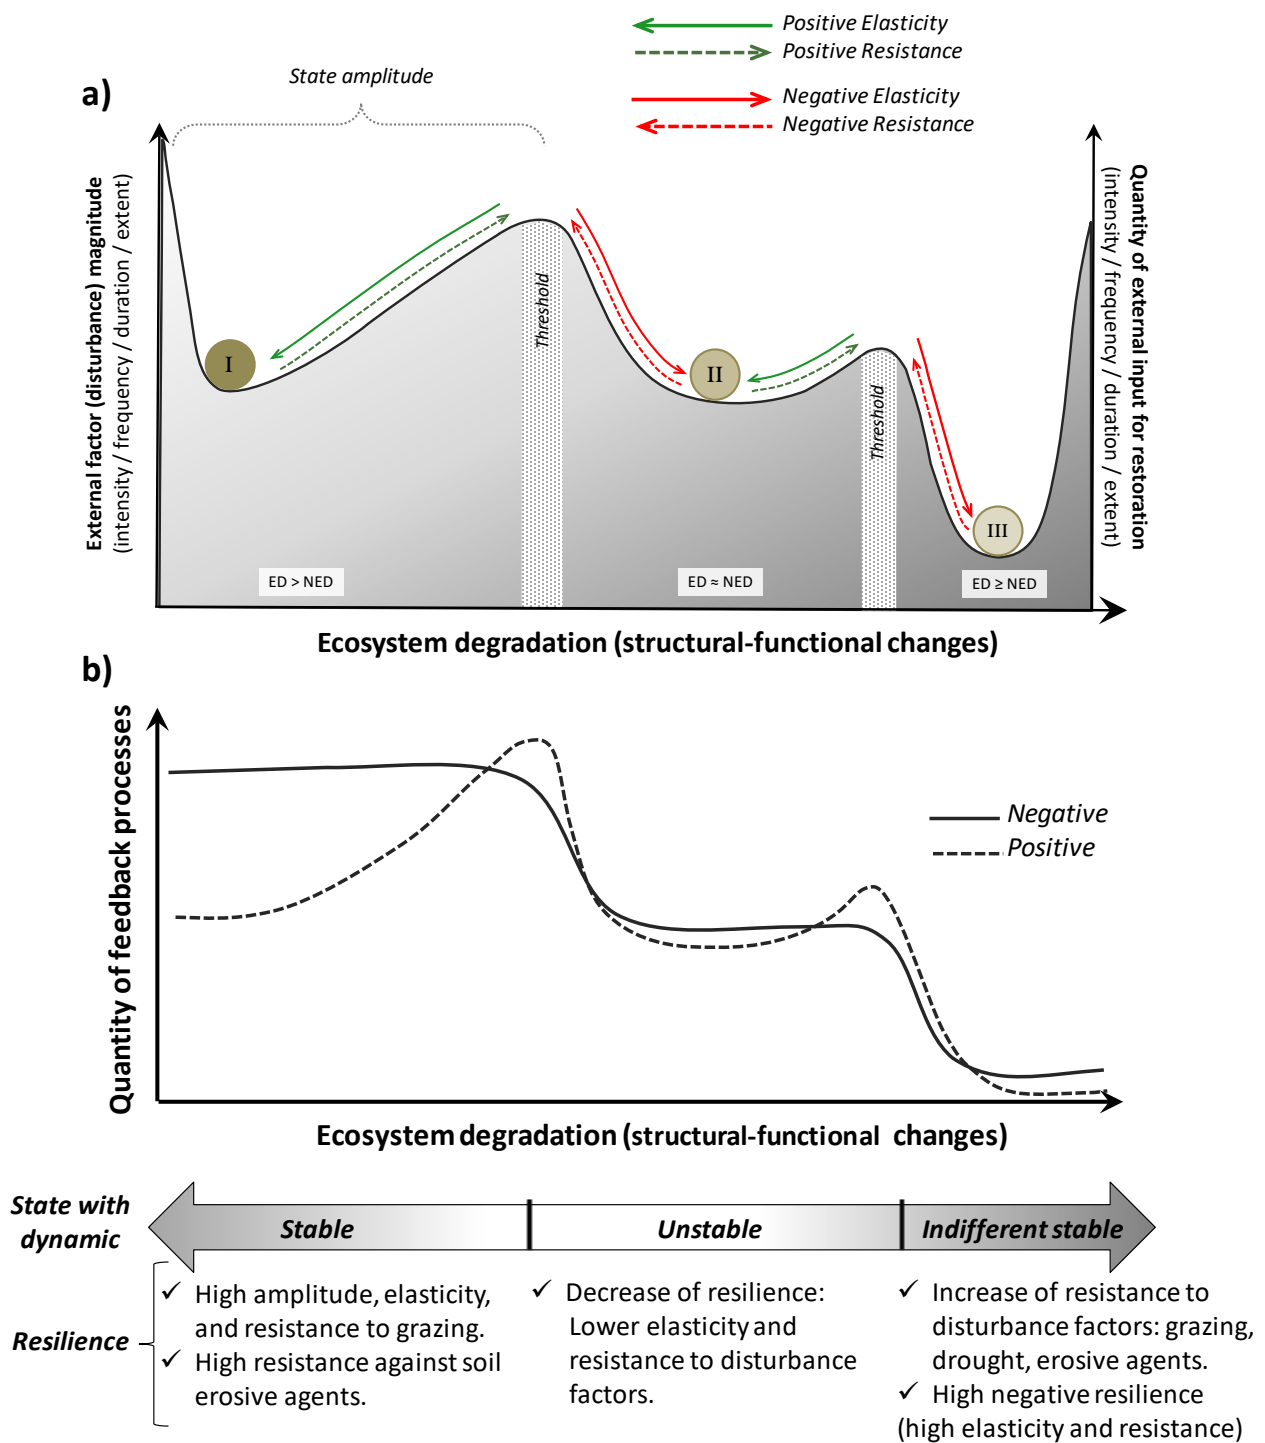 Positive Elasticity
Positive Resistance
Negative Elasticity
Negative Resistance
State amplitude
a)
External factor (disturbance) magnitude
(intensity / frequency / duration / extent)
Quantity of external input for restoration
(intensity / frequency / duration / extent)
I
Threshold
II
Threshold
III
ED > NED
ED ≈ NED
ED ≥ NED
Ecosystem degradation (structural-functional changes)
b)
Quantity of feedback processes
Negative
Positive
Ecosystem degradation (structural-functional changes)
State with
dynamic
Stable
Unstable
Indifferent stable
Resilience
✓ High amplitude, elasticity,
and resistance to grazing.
✓ High resistance against soil
erosive agents.
✓ Decrease of resilience:
Lower elasticity and
resistance to disturbance
factors.
✓ Increase of resistance to
disturbance factors: grazing,
drought, erosive agents.
✓ High negative resilience
(high elasticity and resistance)